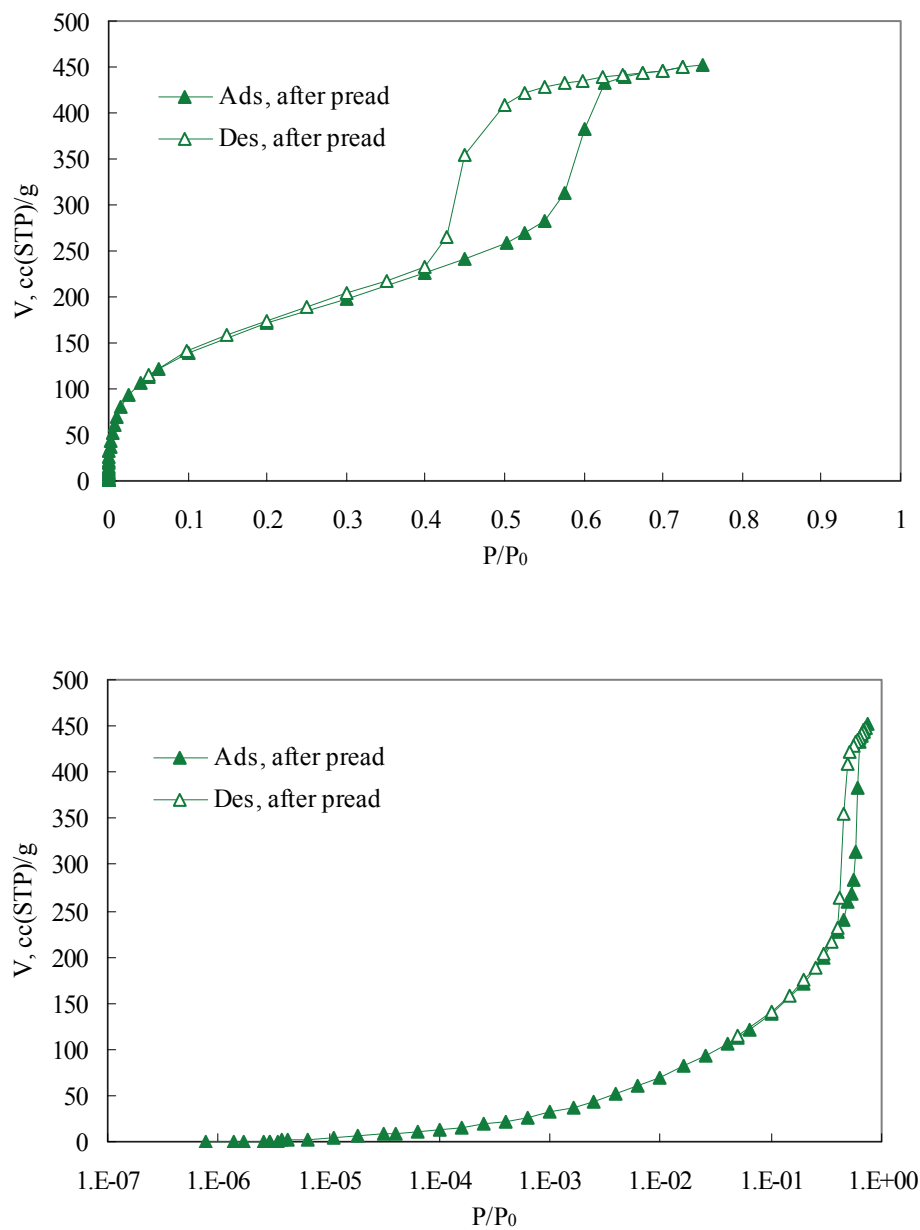 500
450
400
350
300
250
200
150
100
50
0
V, cc(STP)/g
Ads, after pread
Des, after pread
0 0.1 0.2 0.3 0.4 0.5 0.6 0.7 0.8 0.9 1
P/P0
500
450
400
350
300
250
200
150
100
50
0
V, cc(STP)/g
Ads, after pread
Des, after pread
1.E-07 1.E-06 1.E-05 1.E-04 1.E-03 1.E-02 1.E-01 1.E+00
P/P0